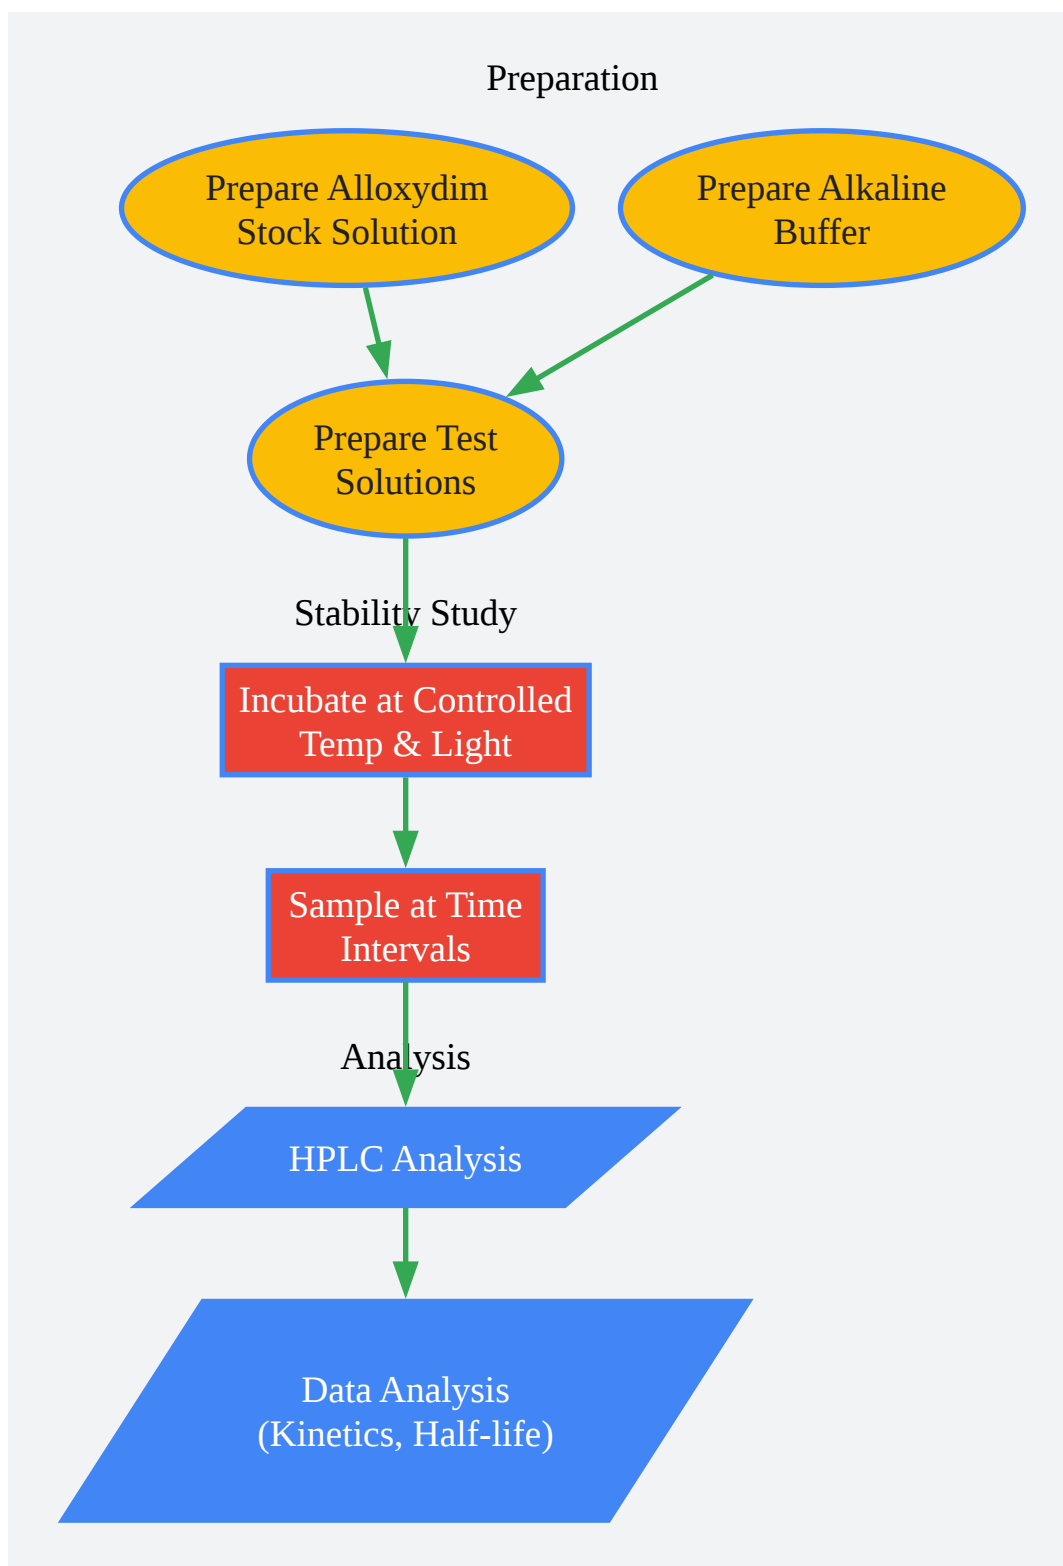 Preparation
Prepare Alloxydim
Stock Solution
Prepare Alkaline
Buffer
Prepare Test
Solutions
Stability Study
Incubate at Controlled
Temp & Light
Sample at Time
Intervals
Analysis
HPLC Analysis
Data Analysis
(Kinetics, Half-life)